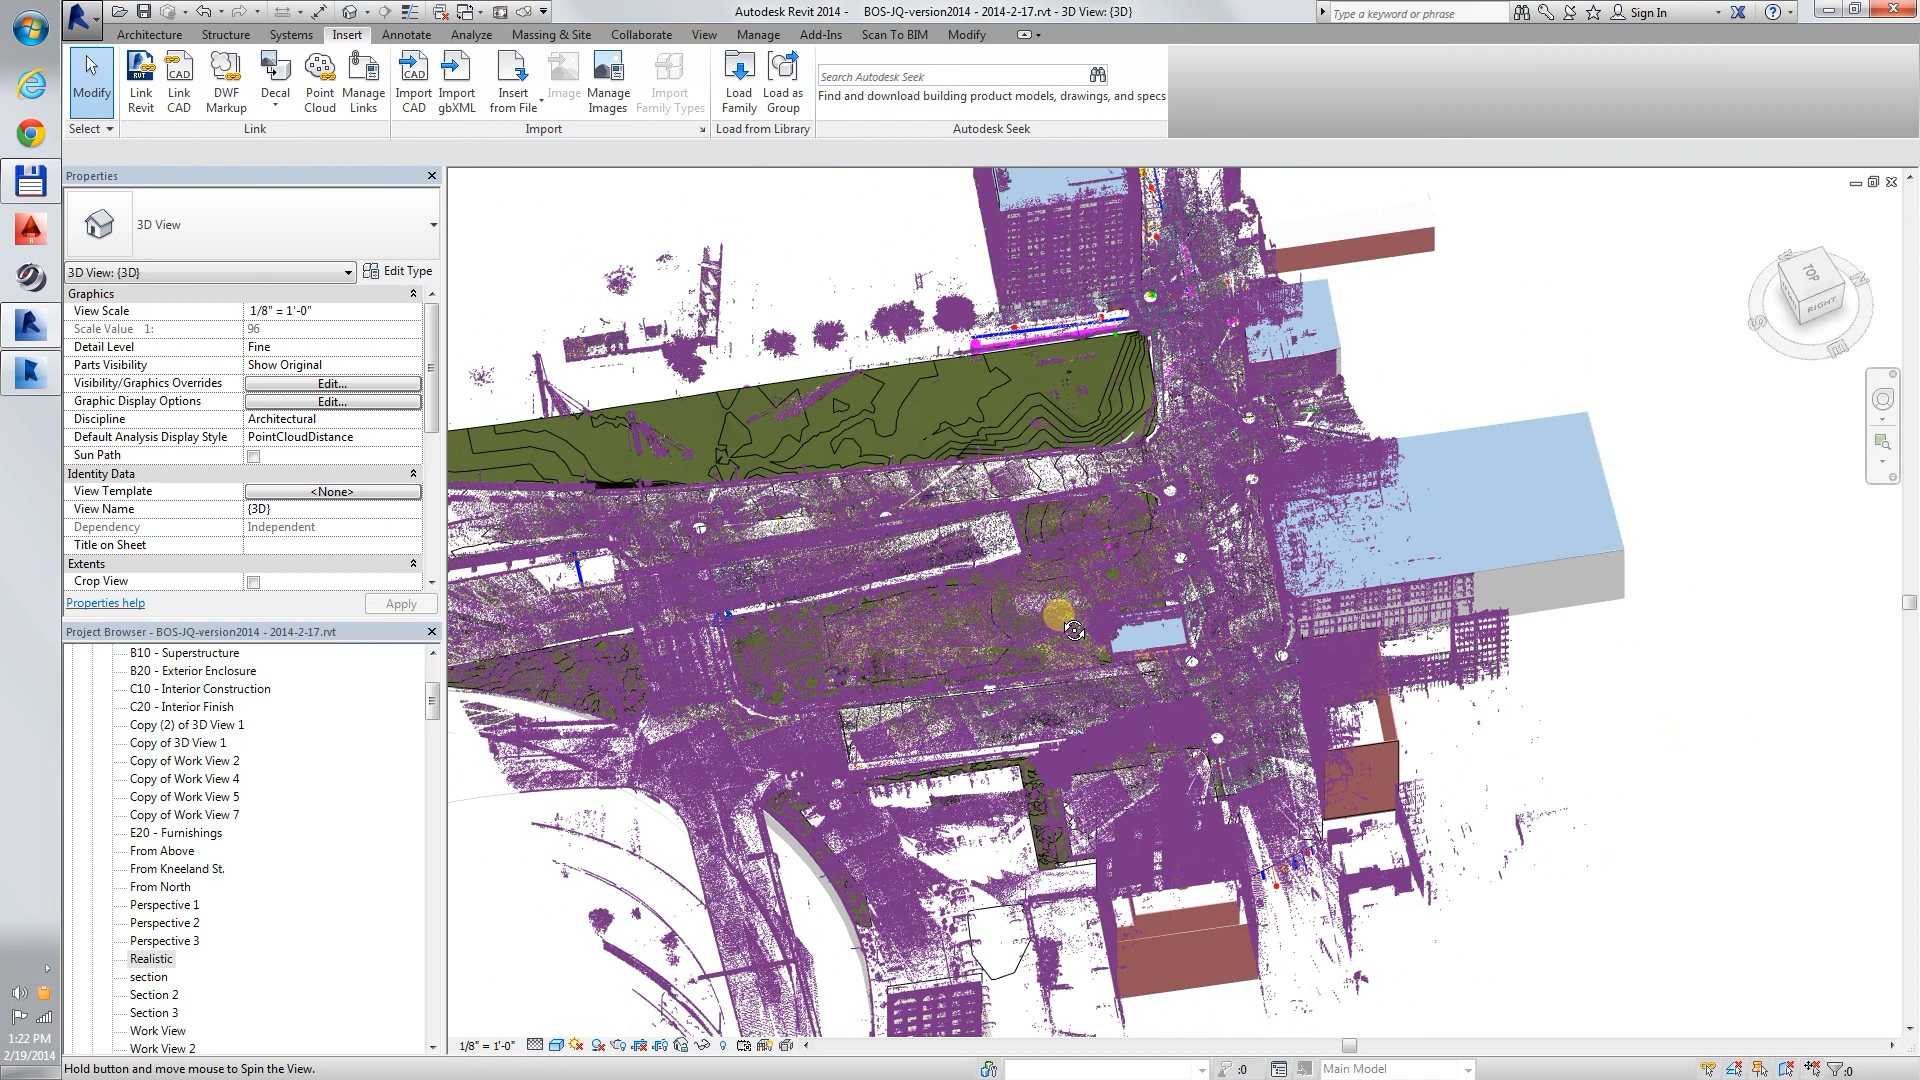 Autodesk Revit 2014 - BOS-JQ-version2014 - 2014-2-17.rvt - 3D View: {3D}
Type a keyword or phrase
Sign In
Architecture Structure Systems Insert Annotate Analyze Massing & Site Collaborate View Manage Add-Ins Scan To BIM Modify
Modify
Link Revit
Link CAD
DWF Markup
Decal
Point Cloud
Manage Links
Import CAD
Import gbXML
Insert from File
Image
Manage Images
Import Family Types
Load Family
Load as Group
Search Autodesk Seek
Find and download building product models, drawings, and specs
Select
Link
Import
Load from Library
Autodesk Seek
Properties
3D View
3D View: {3D}
Edit Type
Graphics
View Scale 1/8" = 1'-0"
Scale Value 1: 96
Detail Level Fine
Parts Visibility Show Original
Visibility/Graphics Overrides Edit...
Graphic Display Options Edit...
Discipline Architectural
Default Analysis Display Style PointCloudDistance
Sun Path
Identity Data
View Template <None>
View Name {3D}
Dependency Independent
Title on Sheet
Extents
Crop View
Properties help
Apply
Project Browser - BOS-JQ-version2014 - 2014-2-17.rvt
B10 - Superstructure
B20 - Exterior Enclosure
C10 - Interior Construction
C20 - Interior Finish
Copy (2) of 3D View 1
Copy of 3D View 1
Copy of Work View 2
Copy of Work View 4
Copy of Work View 5
Copy of Work View 7
E20 - Furnishings
From Above
From Kneeland St.
From North
Perspective 1
Perspective 2
Perspective 3
Realistic
section
Section 2
Section 3
Work View
Work View 2
TOP
RIGHT
1:22 PM
2/19/2014
1/8" = 1'-0"
Hold button and move mouse to Spin the View.
:0
Main Model
:0